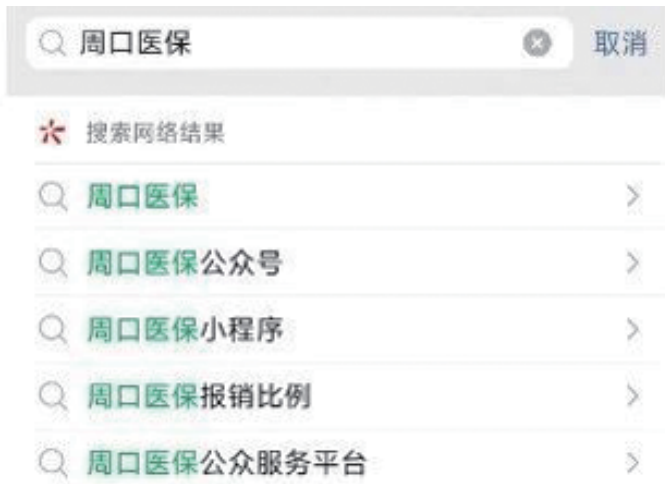 周口医保 取消
搜索网络结果
周口医保
周口医保公众号
周口医保小程序
周口医保报销比例
周口医保公众服务平台